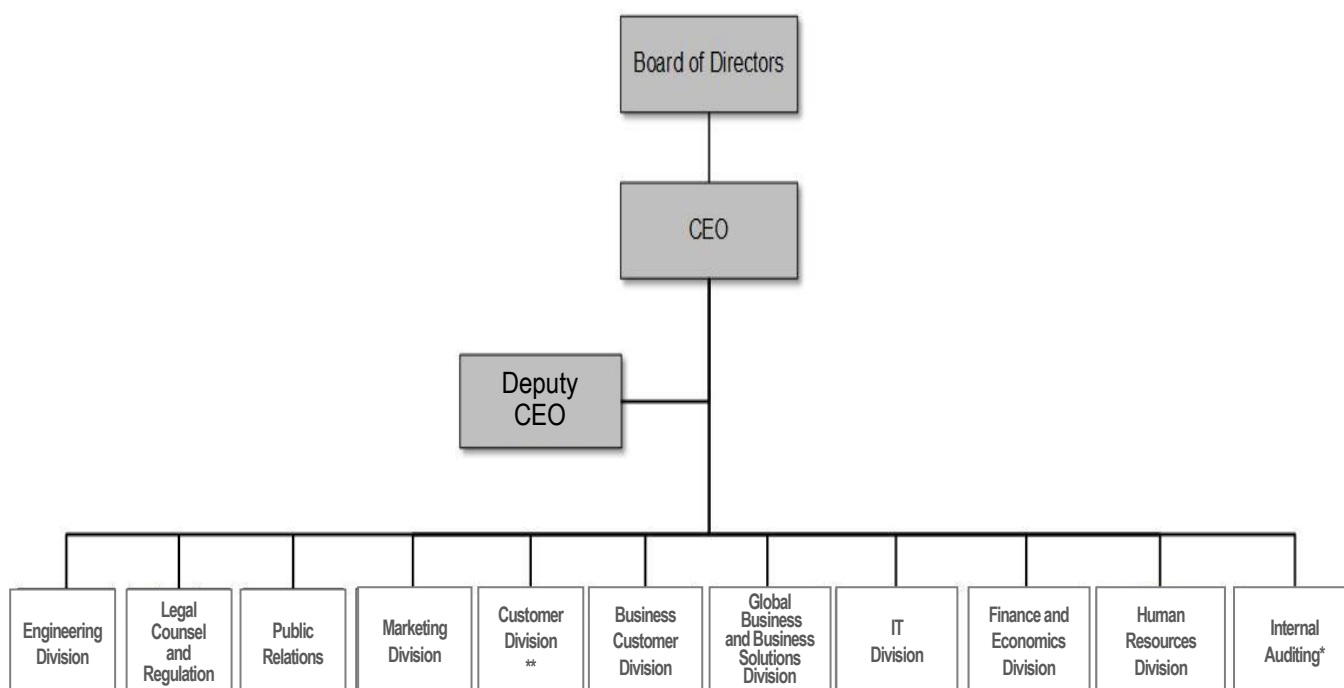 Board of Directors
CEO
Deputy
CEO
Engineering
Division
Legal
Counsel
and
Regulation
Public
Relations
Marketing
Division
Customer
Division
**
Business
Customer
Division
Global
Business
and Business
Solutions
Division
IT
Division
Finance and
Economics
Division
Human
Resources
Division
Internal
Auditing*